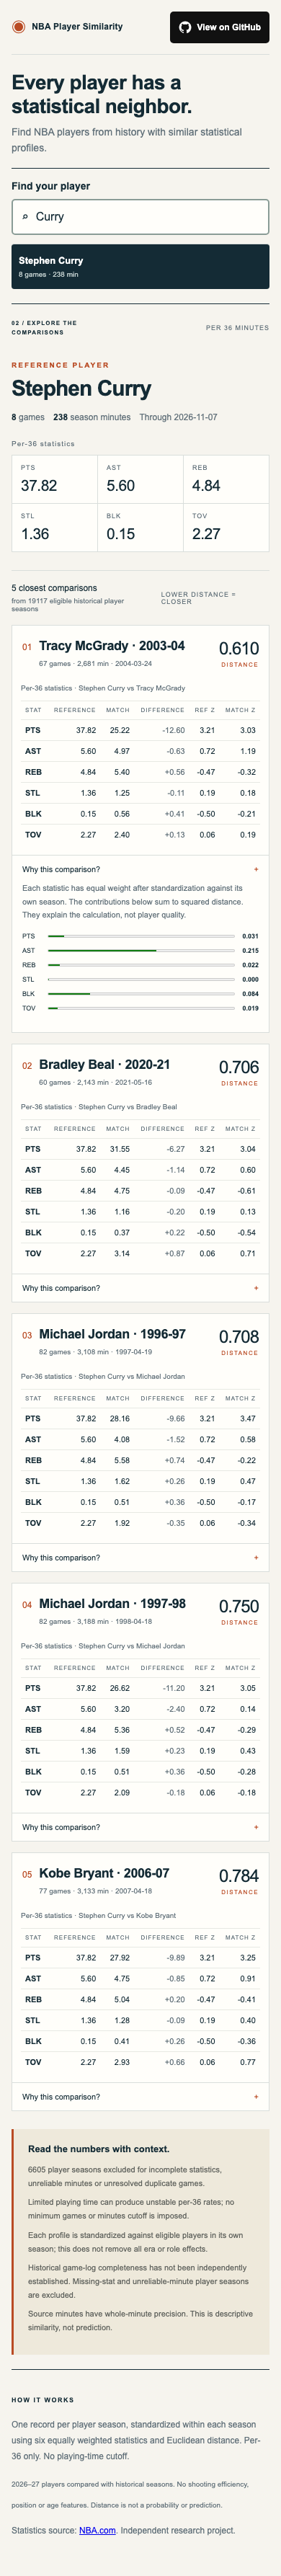 NBA Player Similarity
View on GitHub
Every player has a
statistical neighbor.
Find NBA players from history with similar statistical
profiles.
Find your player
Curry
Stephen Curry
8 games · 238 min
02 / EXPLORE THE
COMPARISONS
PER 36 MINUTES
REFERENCE PLAYER
Stephen Curry
8 games 238 season minutes Through 2026-11-07
Per-36 statistics
PTS AST REB
37.82 5.60 4.84
STL BLK TOV
1.36 0.15 2.27
5 closest comparisons
from 19117 eligible historical player
seasons
LOWER DISTANCE =
CLOSER
01 Tracy McGrady · 2003-04 0.610
67 games · 2,681 min · 2004-03-24 DISTANCE
Per-36 statistics · Stephen Curry vs Tracy McGrady
STAT REFERENCE MATCH DIFFERENCE REF Z MATCH Z
PTS 37.82 25.22 -12.60 3.21 3.03
AST 5.60 4.97 -0.63 0.72 1.19
REB 4.84 5.40 +0.56 -0.47 -0.32
STL 1.36 1.25 -0.11 0.19 0.18
BLK 0.15 0.56 +0.41 -0.50 -0.21
TOV 2.27 2.40 +0.13 0.06 0.19
Why this comparison? +
Each statistic has equal weight after standardization against its
own season. The contributions below sum to squared distance.
They explain the calculation, not player quality.
PTS 0.031
AST 0.215
REB 0.022
STL 0.000
BLK 0.084
TOV 0.019
02 Bradley Beal · 2020-21 0.706
60 games · 2,143 min · 2021-05-16 DISTANCE
Per-36 statistics · Stephen Curry vs Bradley Beal
STAT REFERENCE MATCH DIFFERENCE REF Z MATCH Z
PTS 37.82 31.55 -6.27 3.21 3.04
AST 5.60 4.45 -1.14 0.72 0.60
REB 4.84 4.75 -0.09 -0.47 -0.61
STL 1.36 1.16 -0.20 0.19 0.13
BLK 0.15 0.37 +0.22 -0.50 -0.54
TOV 2.27 3.14 +0.87 0.06 0.71
Why this comparison? +
03 Michael Jordan · 1996-97 0.708
82 games · 3,108 min · 1997-04-19 DISTANCE
Per-36 statistics · Stephen Curry vs Michael Jordan
STAT REFERENCE MATCH DIFFERENCE REF Z MATCH Z
PTS 37.82 28.16 -9.66 3.21 3.47
AST 5.60 4.08 -1.52 0.72 0.58
REB 4.84 5.58 +0.74 -0.47 -0.22
STL 1.36 1.62 +0.26 0.19 0.47
BLK 0.15 0.51 +0.36 -0.50 -0.17
TOV 2.27 1.92 -0.35 0.06 -0.34
Why this comparison? +
04 Michael Jordan · 1997-98 0.750
82 games · 3,188 min · 1998-04-18 DISTANCE
Per-36 statistics · Stephen Curry vs Michael Jordan
STAT REFERENCE MATCH DIFFERENCE REF Z MATCH Z
PTS 37.82 26.62 -11.20 3.21 3.05
AST 5.60 3.20 -2.40 0.72 0.14
REB 4.84 5.36 +0.52 -0.47 -0.29
STL 1.36 1.59 +0.23 0.19 0.43
BLK 0.15 0.51 +0.36 -0.50 -0.28
TOV 2.27 2.09 -0.18 0.06 -0.18
Why this comparison? +
05 Kobe Bryant · 2006-07 0.784
77 games · 3,133 min · 2007-04-18 DISTANCE
Per-36 statistics · Stephen Curry vs Kobe Bryant
STAT REFERENCE MATCH DIFFERENCE REF Z MATCH Z
PTS 37.82 27.92 -9.89 3.21 3.25
AST 5.60 4.75 -0.85 0.72 0.91
REB 4.84 5.04 +0.20 -0.47 -0.41
STL 1.36 1.28 -0.09 0.19 0.40
BLK 0.15 0.41 +0.26 -0.50 -0.36
TOV 2.27 2.93 +0.66 0.06 0.77
Why this comparison? +
Read the numbers with context.
6605 player seasons excluded for incomplete statistics,
unreliable minutes or unresolved duplicate games.
Limited playing time can produce unstable per-36 rates; no
minimum games or minutes cutoff is imposed.
Each profile is standardized against eligible players in its own
season; this does not remove all era or role effects.
Historical game-log completeness has not been independently
established. Missing-stat and unreliable-minute player seasons
are excluded.
Source minutes have whole-minute precision. This is descriptive
similarity, not prediction.
HOW IT WORKS
One record per player season, standardized within each season
using six equally weighted statistics and Euclidean distance. Per-
36 only. No playing-time cutoff.
2026–27 players compared with historical seasons. No shooting efficiency,
position or age features. Distance is not a probability or prediction.
Statistics source: NBA.com. Independent research project.